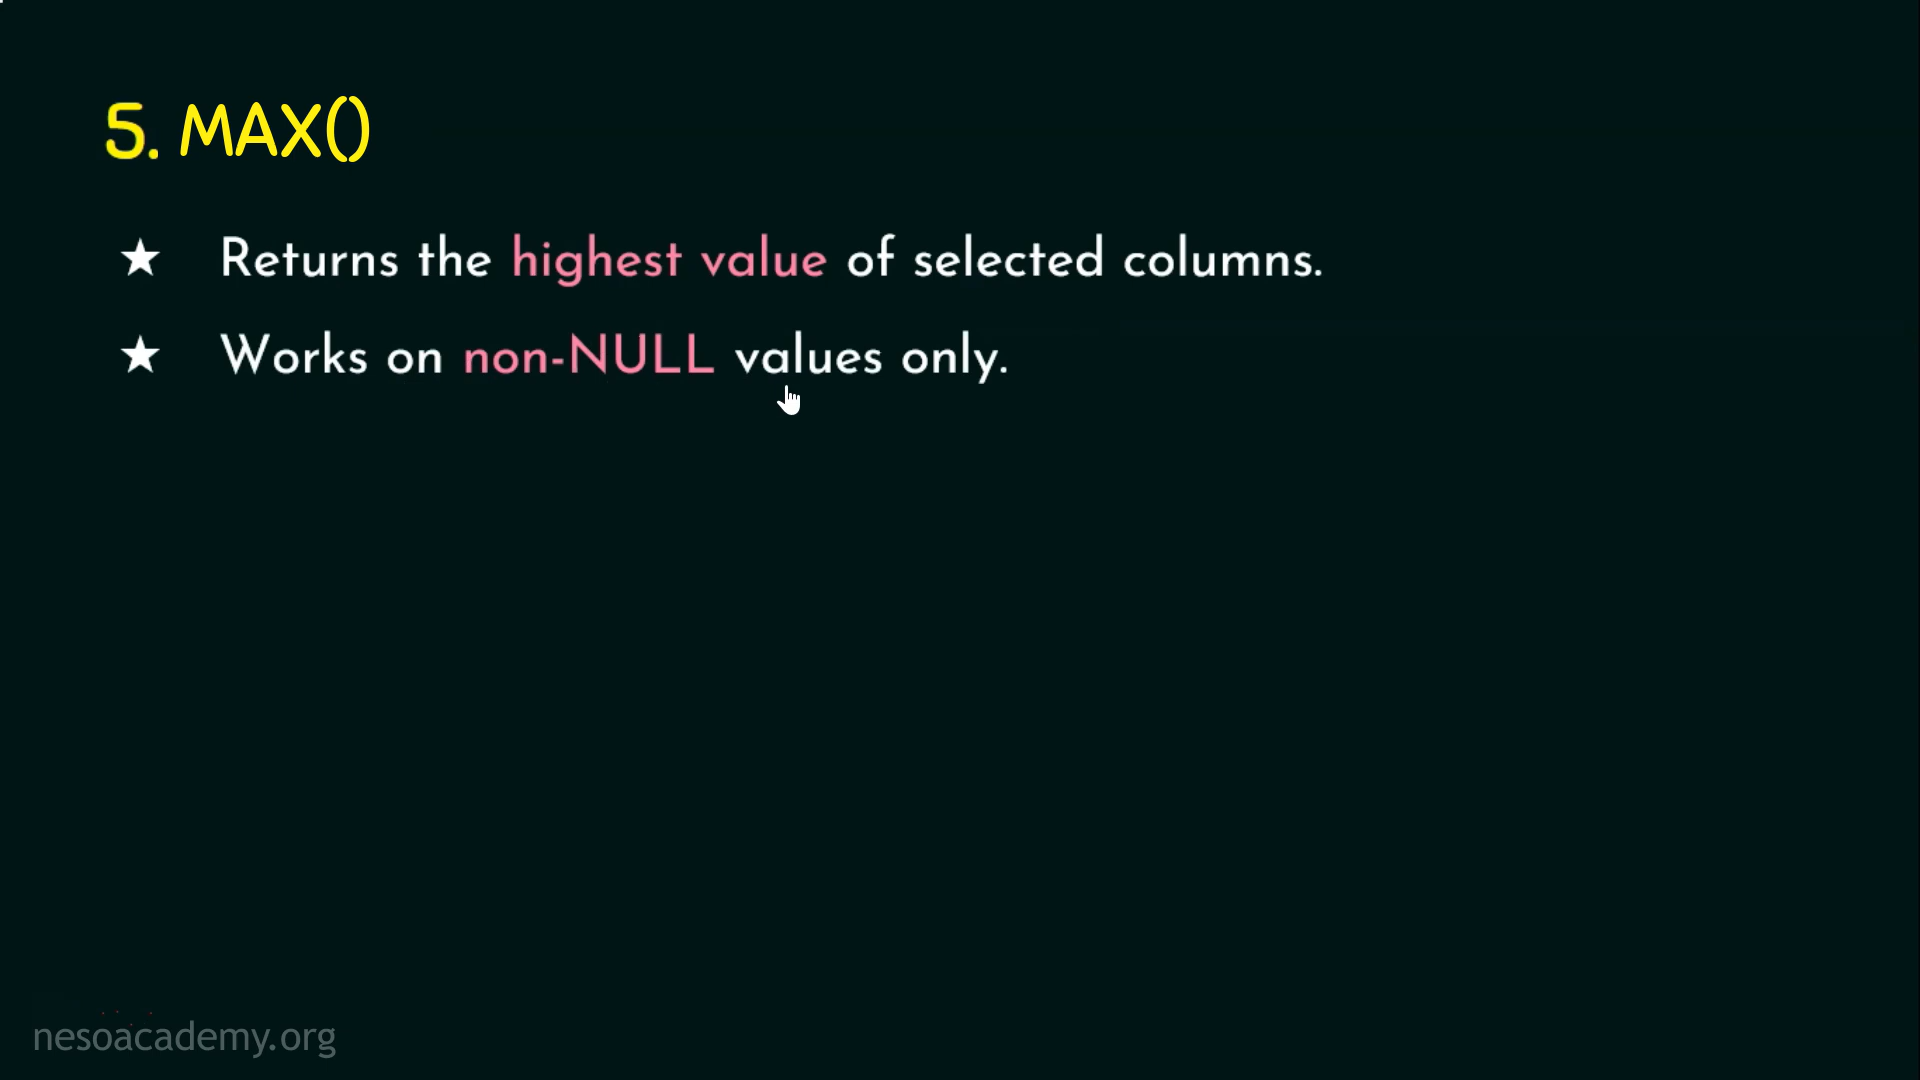 5. MAX()
★ Returns the highest value of selected columns.
★ Works on non-NULL values only.
nesoacademy.org